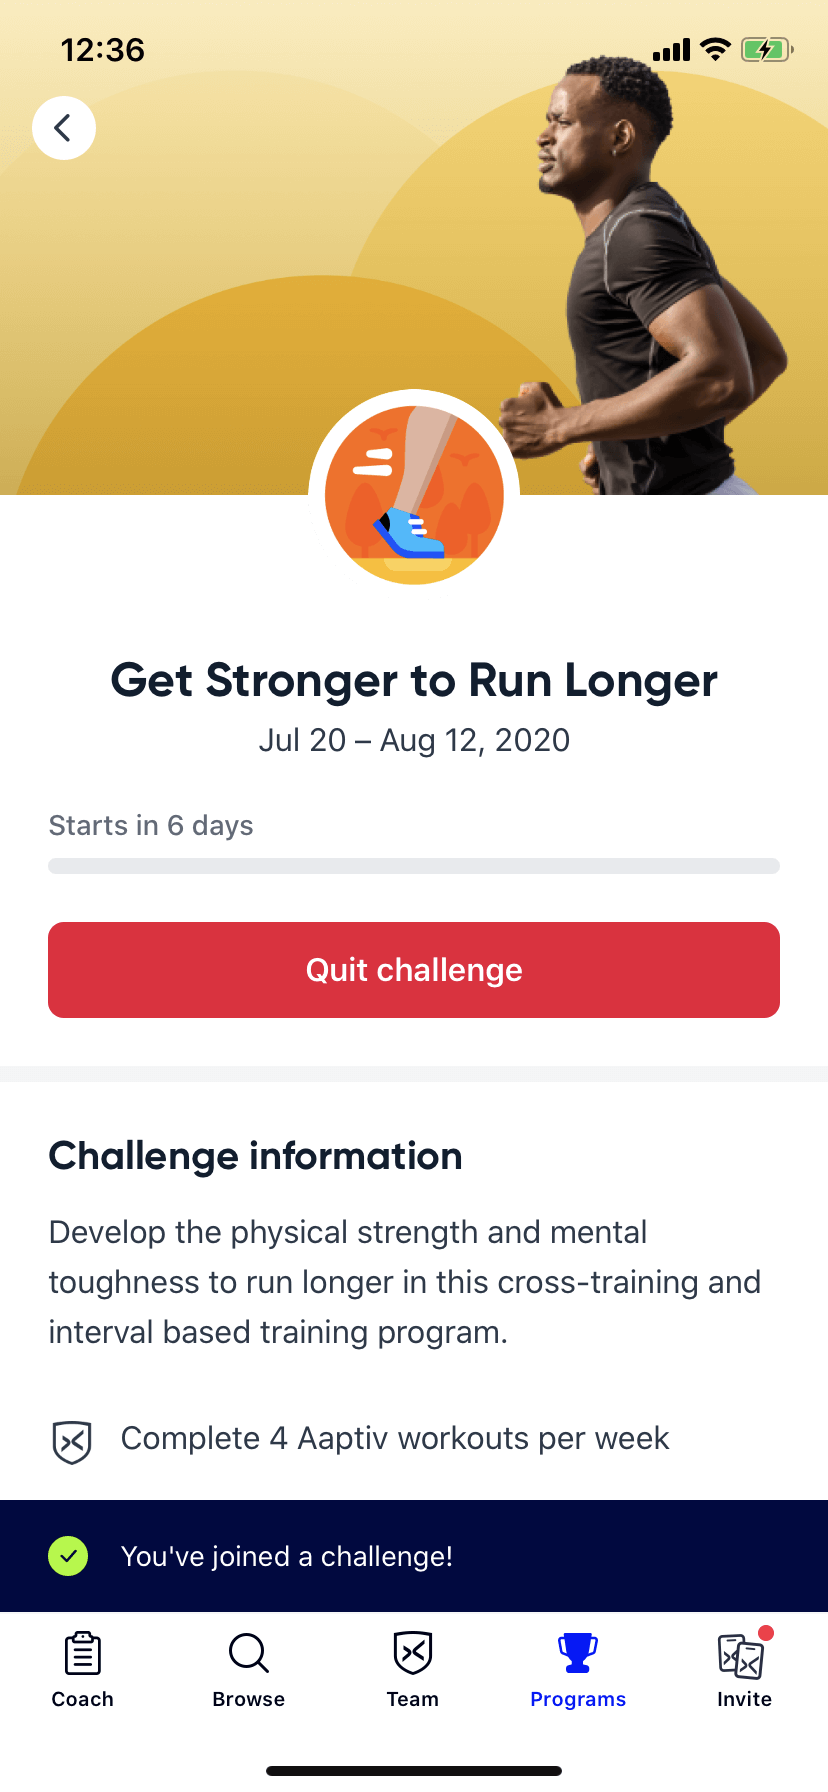 12:36
Get Stronger to Run Longer
Jul 20 – Aug 12, 2020
Starts in 6 days
Quit challenge
Challenge information
Develop the physical strength and mental
toughness to run longer in this cross-training and
interval based training program.
Complete 4 Aaptiv workouts per week
You've joined a challenge!
Coach
Browse
Team
Programs
Invite